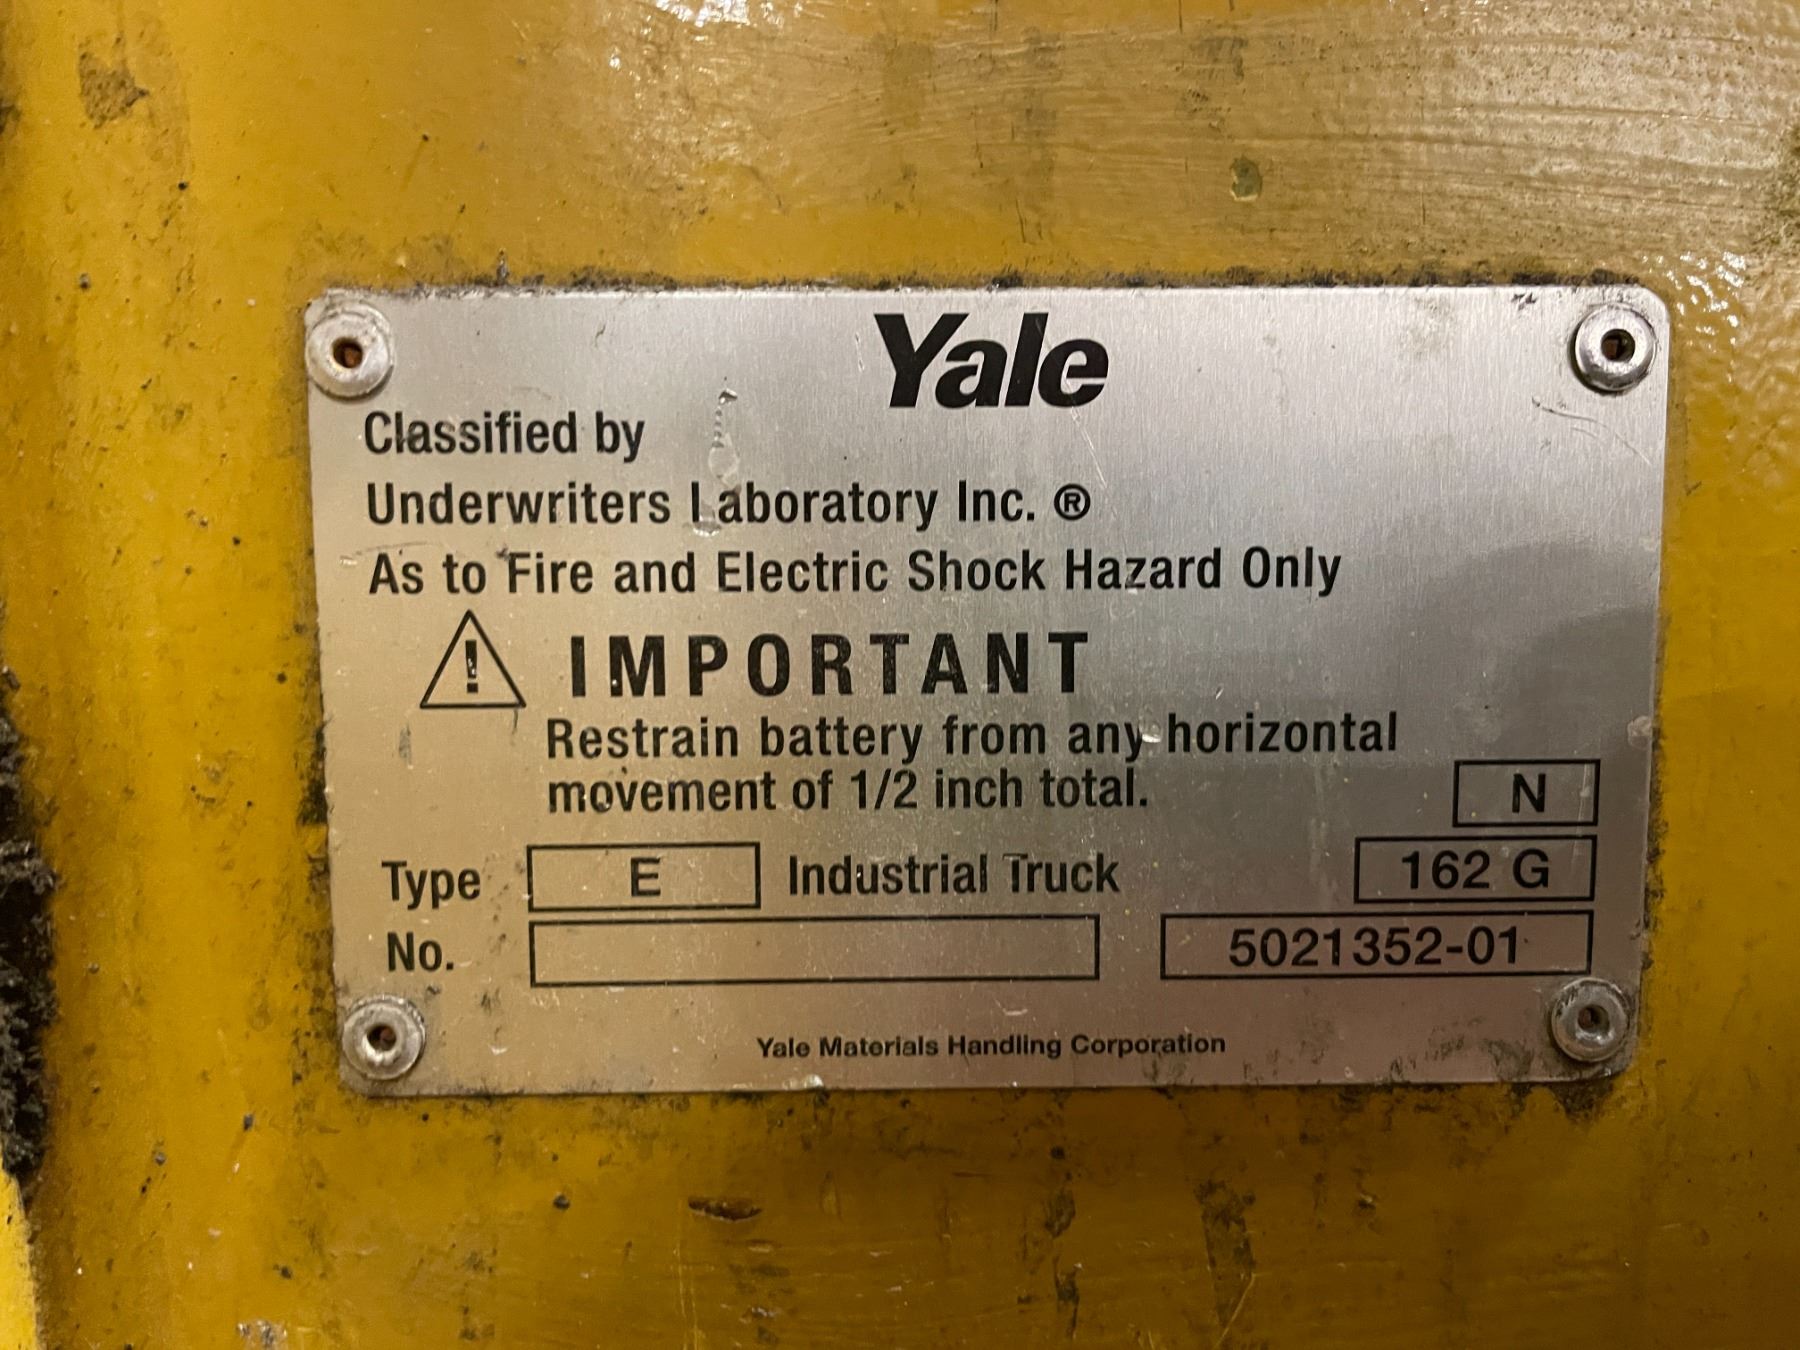 Yale
Classified by
Underwriters Laboratory Inc. ®
As to Fire and Electric Shock Hazard Only
! IMPORTANT
Restrain battery from any horizontal
movement of 1/2 inch total.
N
Type E Industrial Truck 162 G
No. 5021352-01
Yale Materials Handling Corporation